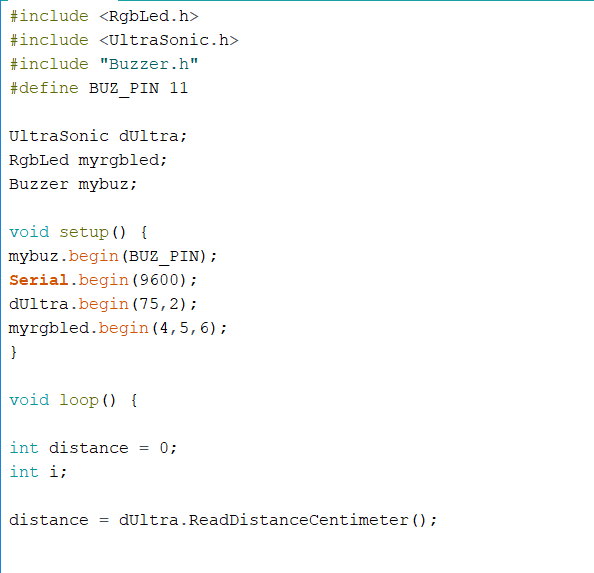 #include <RgbLed.h>
#include <UltraSonic.h>
#include "Buzzer.h"
#define BUZ_PIN 11
UltraSonic dUltra;
RgbLed myrgbled;
Buzzer mybuz;
void setup() {
mybuz.begin(BUZ_PIN);
Serial.begin(9600);
dUltra.begin(75,2);
myrgbled.begin(4,5,6);
}
void loop() {
int distance = 0;
int i;
distance = dUltra.ReadDistanceCentimeter();